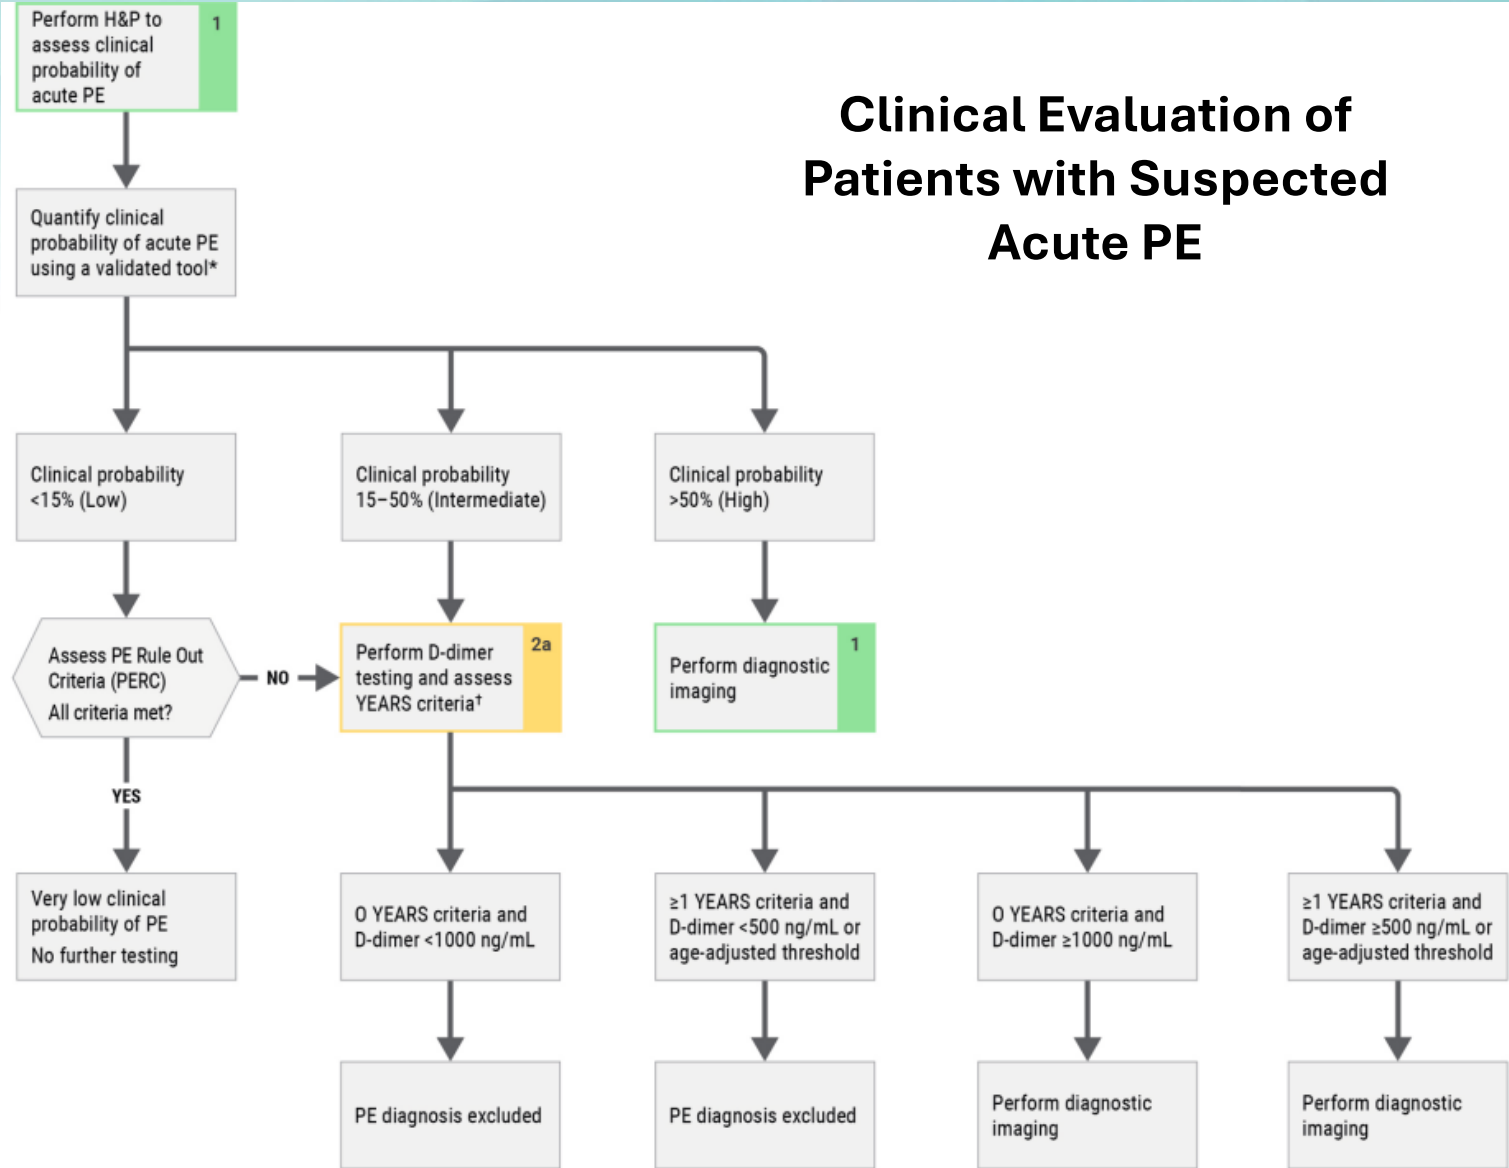 Perform H&P to
assess clinical
probability of
acute PE
1
Clinical Evaluation of
Patients with Suspected
Acute PE
Quantify clinical
probability of acute PE
using a validated tool*
Clinical probability
<15% (Low)
Clinical probability
15–50% (Intermediate)
Clinical probability
>50% (High)
Assess PE Rule Out
Criteria (PERC)
All criteria met?
NO
Perform D-dimer
testing and assess
YEARS criteria†
2a
Perform diagnostic
imaging
1
YES
Very low clinical
probability of PE
No further testing
0 YEARS criteria and
D-dimer <1000 ng/mL
≥1 YEARS criteria and
D-dimer <500 ng/mL or
age-adjusted threshold
0 YEARS criteria and
D-dimer ≥1000 ng/mL
≥1 YEARS criteria and
D-dimer ≥500 ng/mL or
age-adjusted threshold
PE diagnosis excluded
PE diagnosis excluded
Perform diagnostic
imaging
Perform diagnostic
imaging